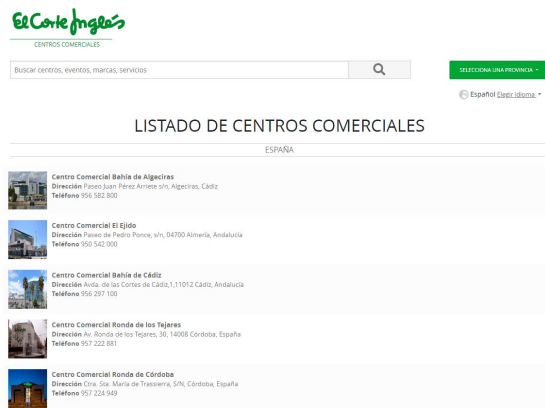 El Corte Inglés
CENTROS COMERCIALES
Buscar centros, eventos, marcas, servicios
SELECCIONA UNA PROVINCIA
Español Elegir idioma
LISTADO DE CENTROS COMERCIALES
ESPAÑA
Centro Comercial Bahía de Algeciras
Dirección Paseo Juan Pérez Arriete s/n, Algeciras, Cádiz
Teléfono 956 582 800
Centro Comercial El Ejido
Dirección Paseo de Pedro Ponce, s/n, 04700 Almería, Andalucía
Teléfono 950 542 000
Centro Comercial Bahía de Cádiz
Dirección Avda. de las Cortes de Cádiz,1,11012 Cádiz, Andalucía
Teléfono 956 297 100
Centro Comercial Ronda de los Tejares
Dirección Av. Ronda de los Tejares, 30, 14008 Córdoba, España
Teléfono 957 222 881
Centro Comercial Ronda de Córdoba
Dirección Ctra. Sta. María de Trassierra, S/N, Córdoba, España
Teléfono 957 224 949